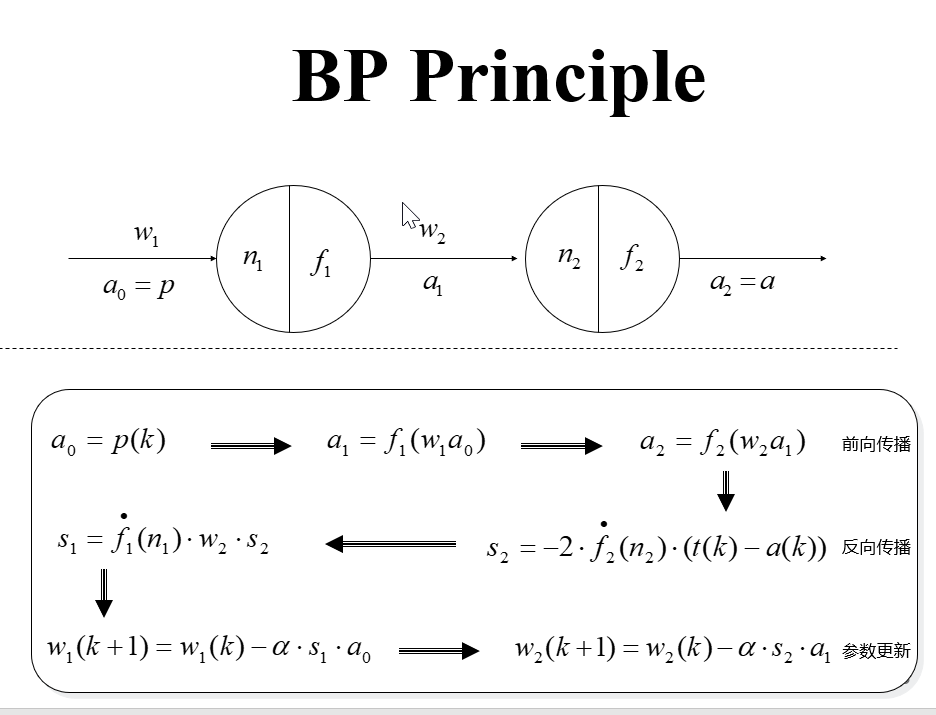 BP Principle
w₁
a₀ = p
n₁ f₁
w₂
a₁
n₂ f₂
a₂ = a
a₀ = p(k) a₁ = f₁(w₁a₀) a₂ = f₂(w₂a₁) 前向传播
s₁ = ḟ₁(n₁)·w₂·s₂ s₂ = −2·ḟ₂(n₂)·(t(k) − a(k)) 反向传播
w₁(k+1) = w₁(k) − α·s₁·a₀ w₂(k+1) = w₂(k) − α·s₂·a₁ 参数更新